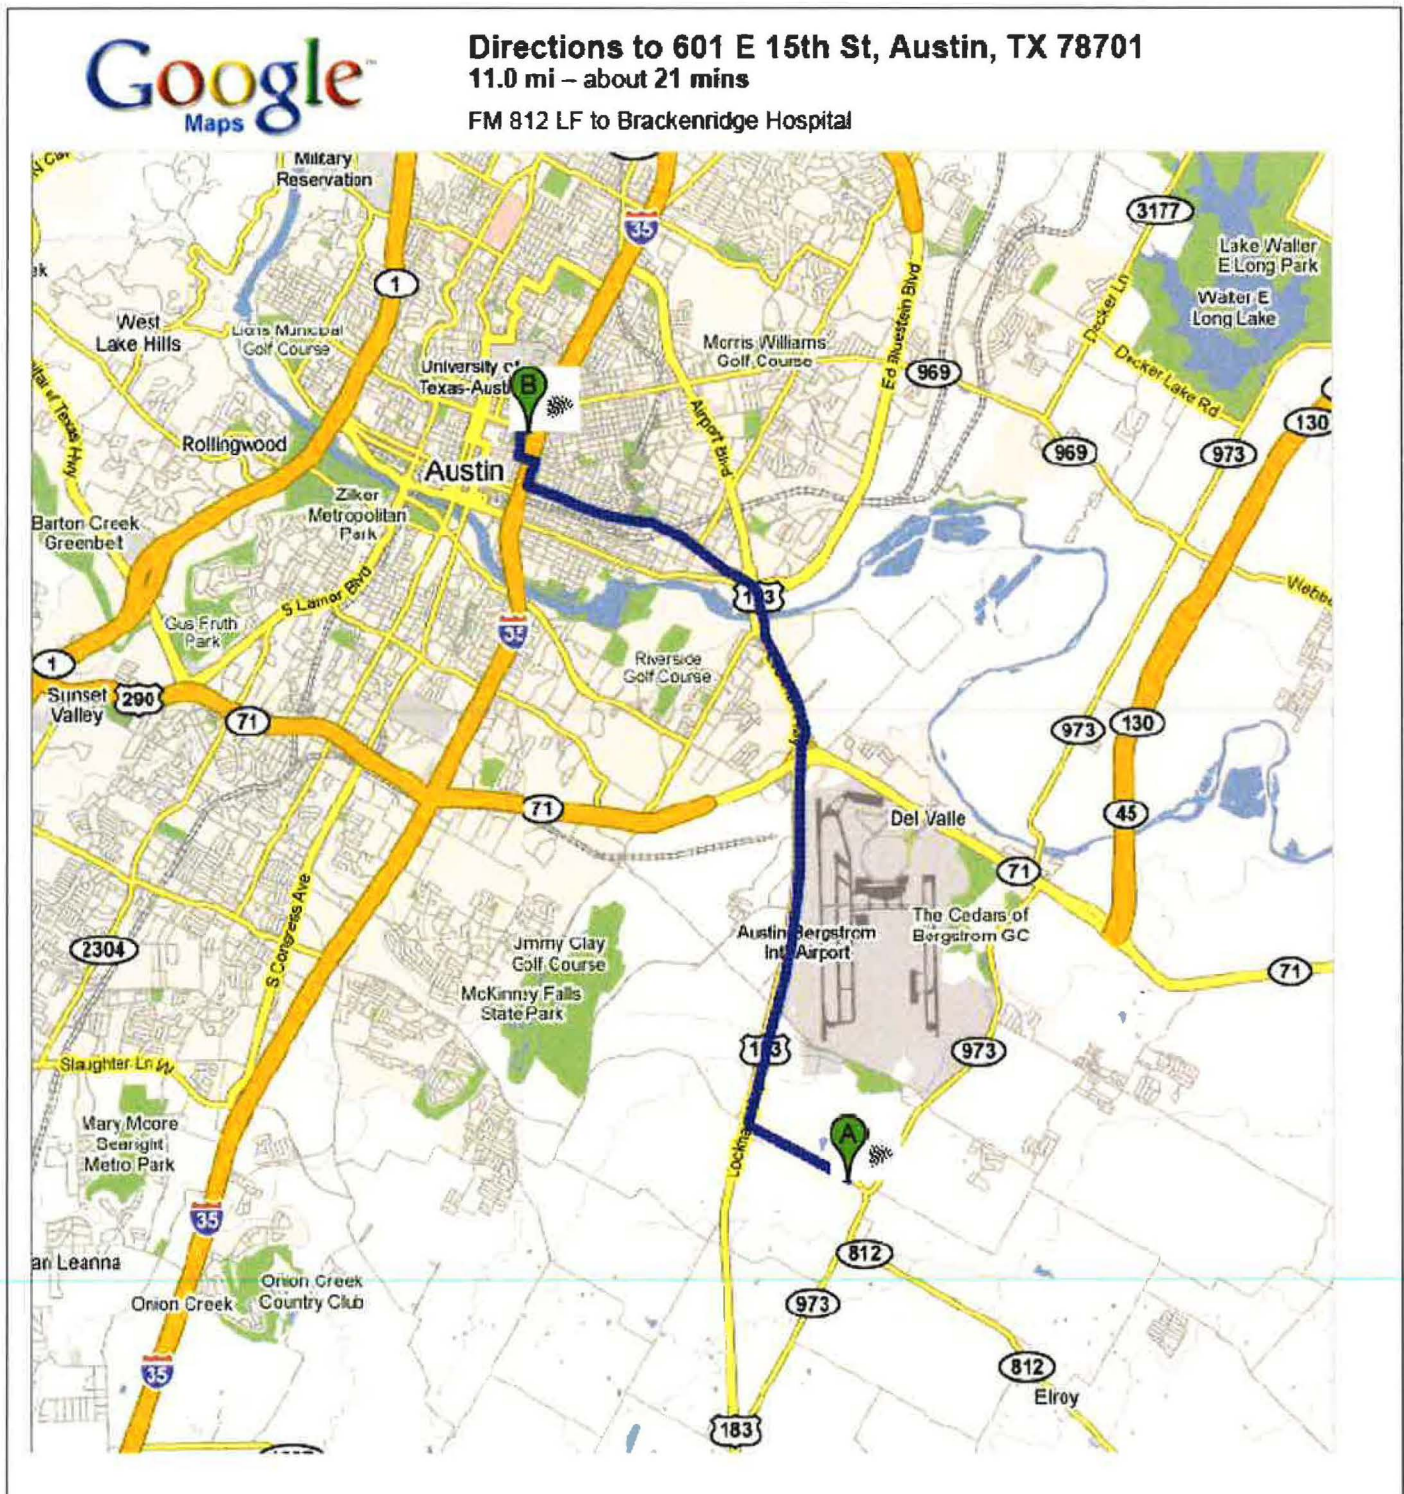 Google™
Maps
Directions to 601 E 15th St, Austin, TX 78701
11.0 mi – about 21 mins
FM 812 LF to Brackenridge Hospital
Military
Reservation
35
3177
Lake Walter
E Long Park
1
Walter E
Long Lake
West
Lake Hills
Lions Municipal
Golf Course
Morris Williams
Golf Course
Ed Bluestein Blvd
Decker Ln
University of
Texas-Aust
B
969
Decker Lake Rd
Airport Blvd
130
Rollingwood
Austin
969
973
Zilker
Metropolitan
Park
Barton Creek
Greenbelt
S Lamar Blvd
Gus Fruth
Park
35
Riverside
Golf Course
1
Sunset
Valley
290
71
973
130
71
Del Valle
45
71
2304
S Congress Ave
Jimmy Clay
Golf Course
Austin Bergstrom
Int Airport
The Cedars of
Bergstrom GC
71
McKinney Falls
State Park
Slaughter Ln W
973
Mary Moore
Searight
Metro Park
A
35
812
an Leanna
Onion Creek
Onion Creek
Country Club
973
35
812
Elroy
183